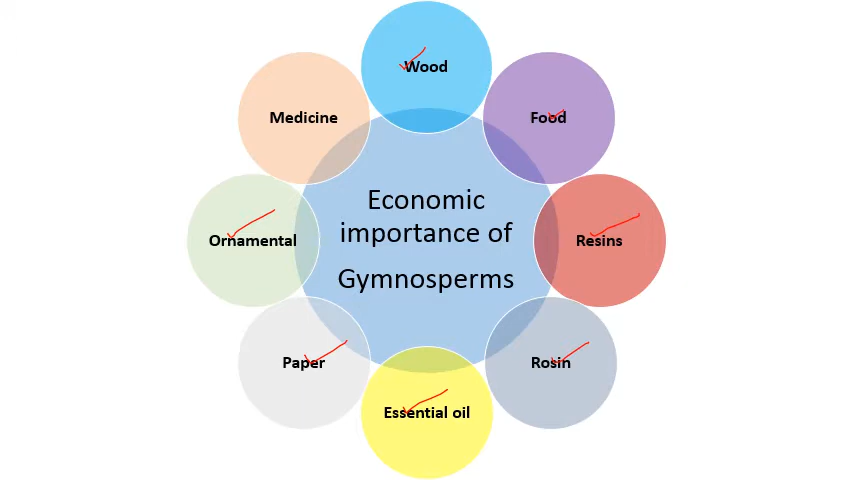 Wood
Food
Resins
Rosin
Essential oil
Paper
Ornamental
Medicine
Economic
importance of
Gymnosperms